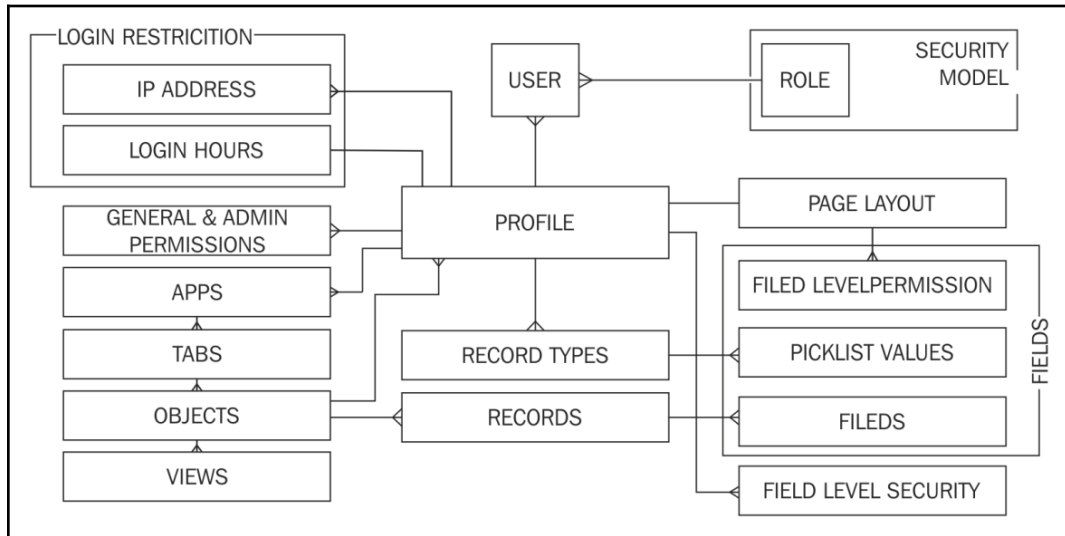 LOGIN RESTRICITION
IP ADDRESS
LOGIN HOURS
USER
ROLE
SECURITY
MODEL
GENERAL & ADMIN
PERMISSIONS
APPS
TABS
OBJECTS
VIEWS
PROFILE
RECORD TYPES
RECORDS
PAGE LAYOUT
FILED LEVELPERMISSION
PICKLIST VALUES
FILEDS
FIELDS
FIELD LEVEL SECURITY